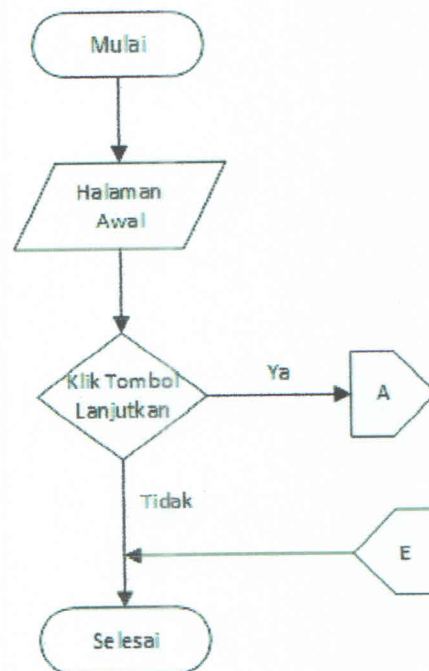 Mulai
Halaman
Awal
Klik Tombol
Lanjutkan
Ya
A
Tidak
E
Selesai